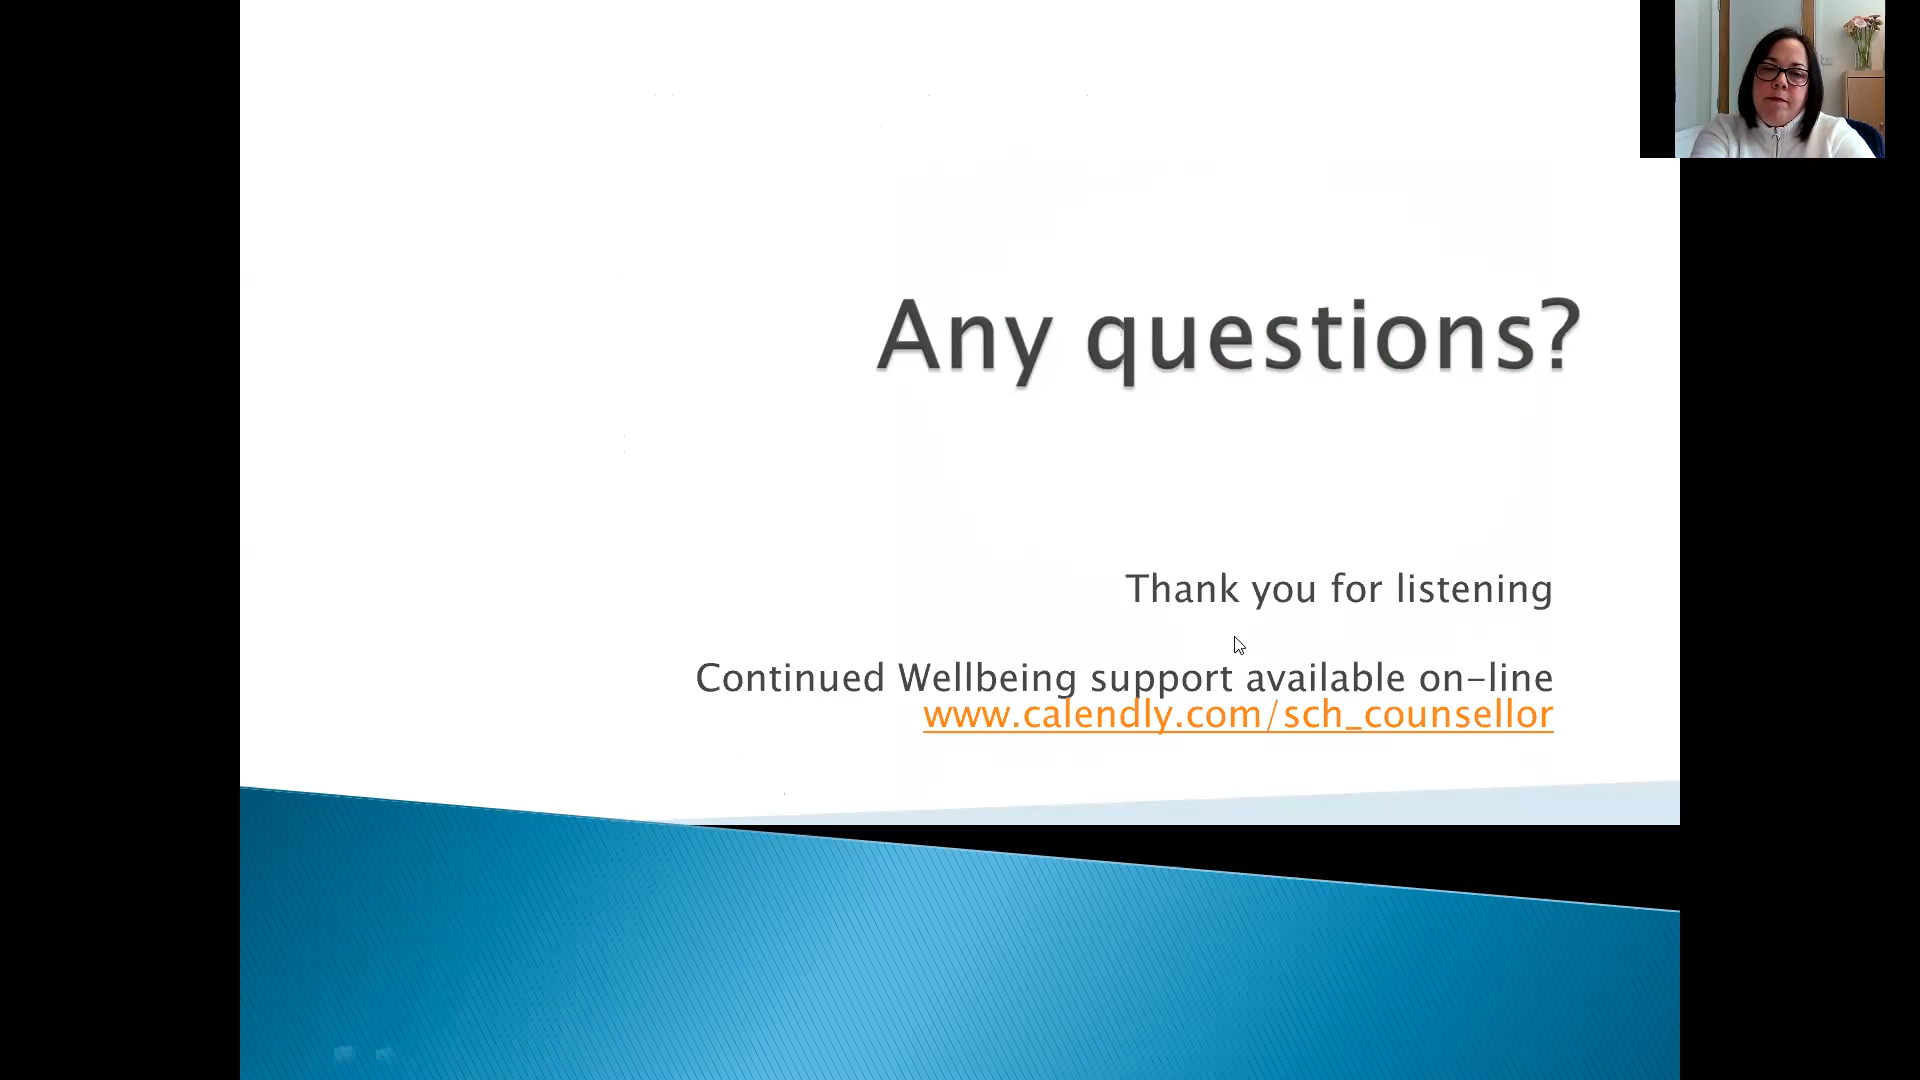 Any questions?
Thank you for listening
Continued Wellbeing support available on-line
www.calendly.com/sch_counsellor